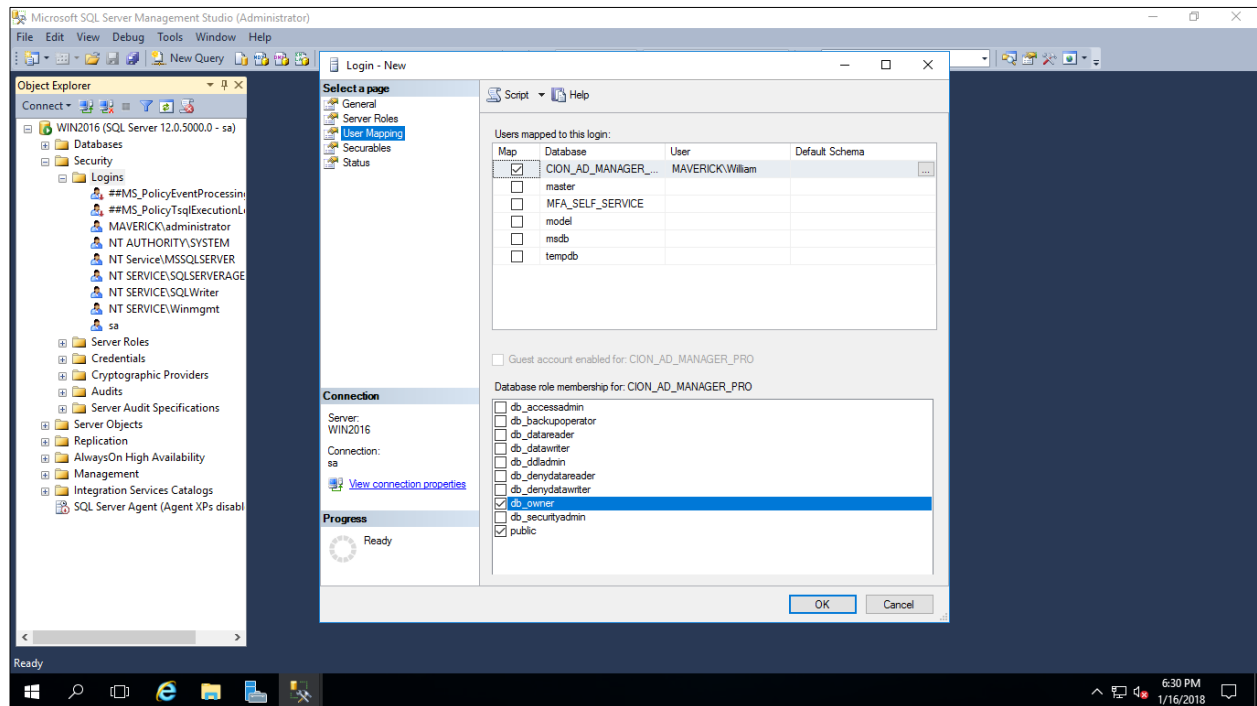 Microsoft SQL Server Management Studio (Administrator)
File Edit View Debug Tools Window Help
New Query
Object Explorer
Connect
WIN2016 (SQL Server 12.0.5000.0 - sa)
Databases
Security
Logins
##MS_PolicyEventProcessin
##MS_PolicyTsqlExecutionL
MAVERICK\administrator
NT AUTHORITY\SYSTEM
NT Service\MSSQLSERVER
NT SERVICE\SQLSERVERAGE
NT SERVICE\SQLWriter
NT SERVICE\Winmgmt
sa
Server Roles
Credentials
Cryptographic Providers
Audits
Server Audit Specifications
Server Objects
Replication
AlwaysOn High Availability
Management
Integration Services Catalogs
SQL Server Agent (Agent XPs disabl
Login - New
Select a page
General
Server Roles
User Mapping
Securables
Status
Connection
Server:
WIN2016
Connection:
sa
View connection properties
Progress
Ready
Script Help
Users mapped to this login:
Map Database User Default Schema
CION_AD_MANAGER_... MAVERICK\William ...
master
MFA_SELF_SERVICE
model
msdb
tempdb
Guest account enabled for: CION_AD_MANAGER_PRO
Database role membership for: CION_AD_MANAGER_PRO
db_accessadmin
db_backupoperator
db_datareader
db_datawriter
db_ddladmin
db_denydatareader
db_denydatawriter
db_owner
db_securityadmin
public
OK Cancel
Ready
6:30 PM
1/16/2018